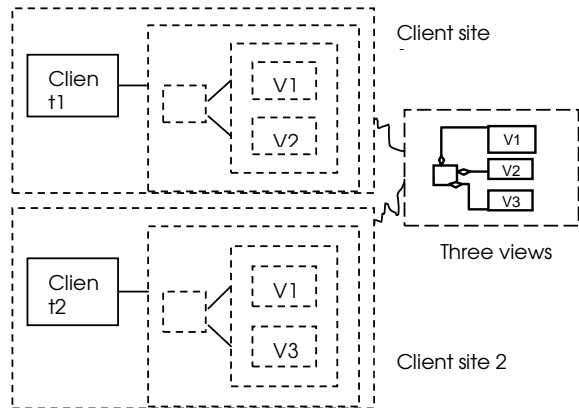 Client site
Clien
t1
V1
V2
V1
V2
V3
Three views
Clien
t2
V1
V3
Client site 2